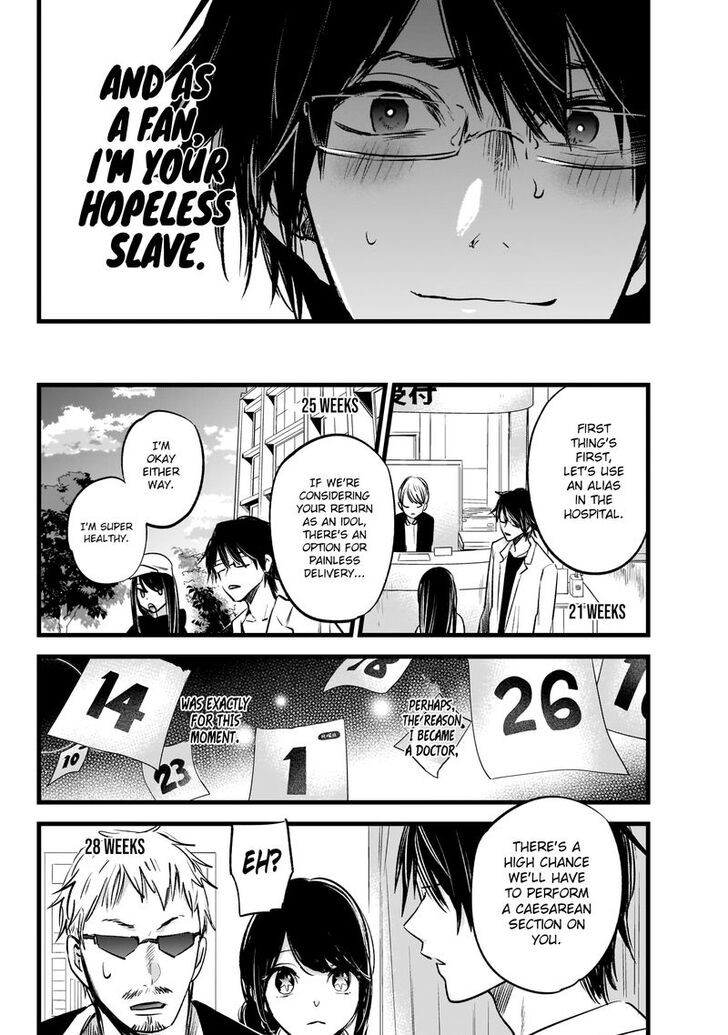 AND AS
A FAN,
I'M YOUR
HOPELESS
SLAVE.
受付
FIRST
THING'S
FIRST,
LET'S USE
AN ALIAS
IN THE
HOSPITAL.
21 WEEKS
25 WEEKS
IF WE'RE
CONSIDERING
YOUR RETURN
AS AN IDOL,
THERE'S AN
OPTION FOR
PAINLESS
DELIVERY...
I'M
OKAY
EITHER
WAY.
I'M SUPER
HEALTHY.
26
PERHAPS,
THE REASON
I BECAME
A DOCTOR,
18
1
WAS EXACTLY
FOR THIS
MOMENT.
14
23
10
THERE'S A
HIGH CHANCE
WE'LL HAVE
TO PERFORM
A CAESAREAN
SECTION ON
YOU.
EH?
28 WEEKS